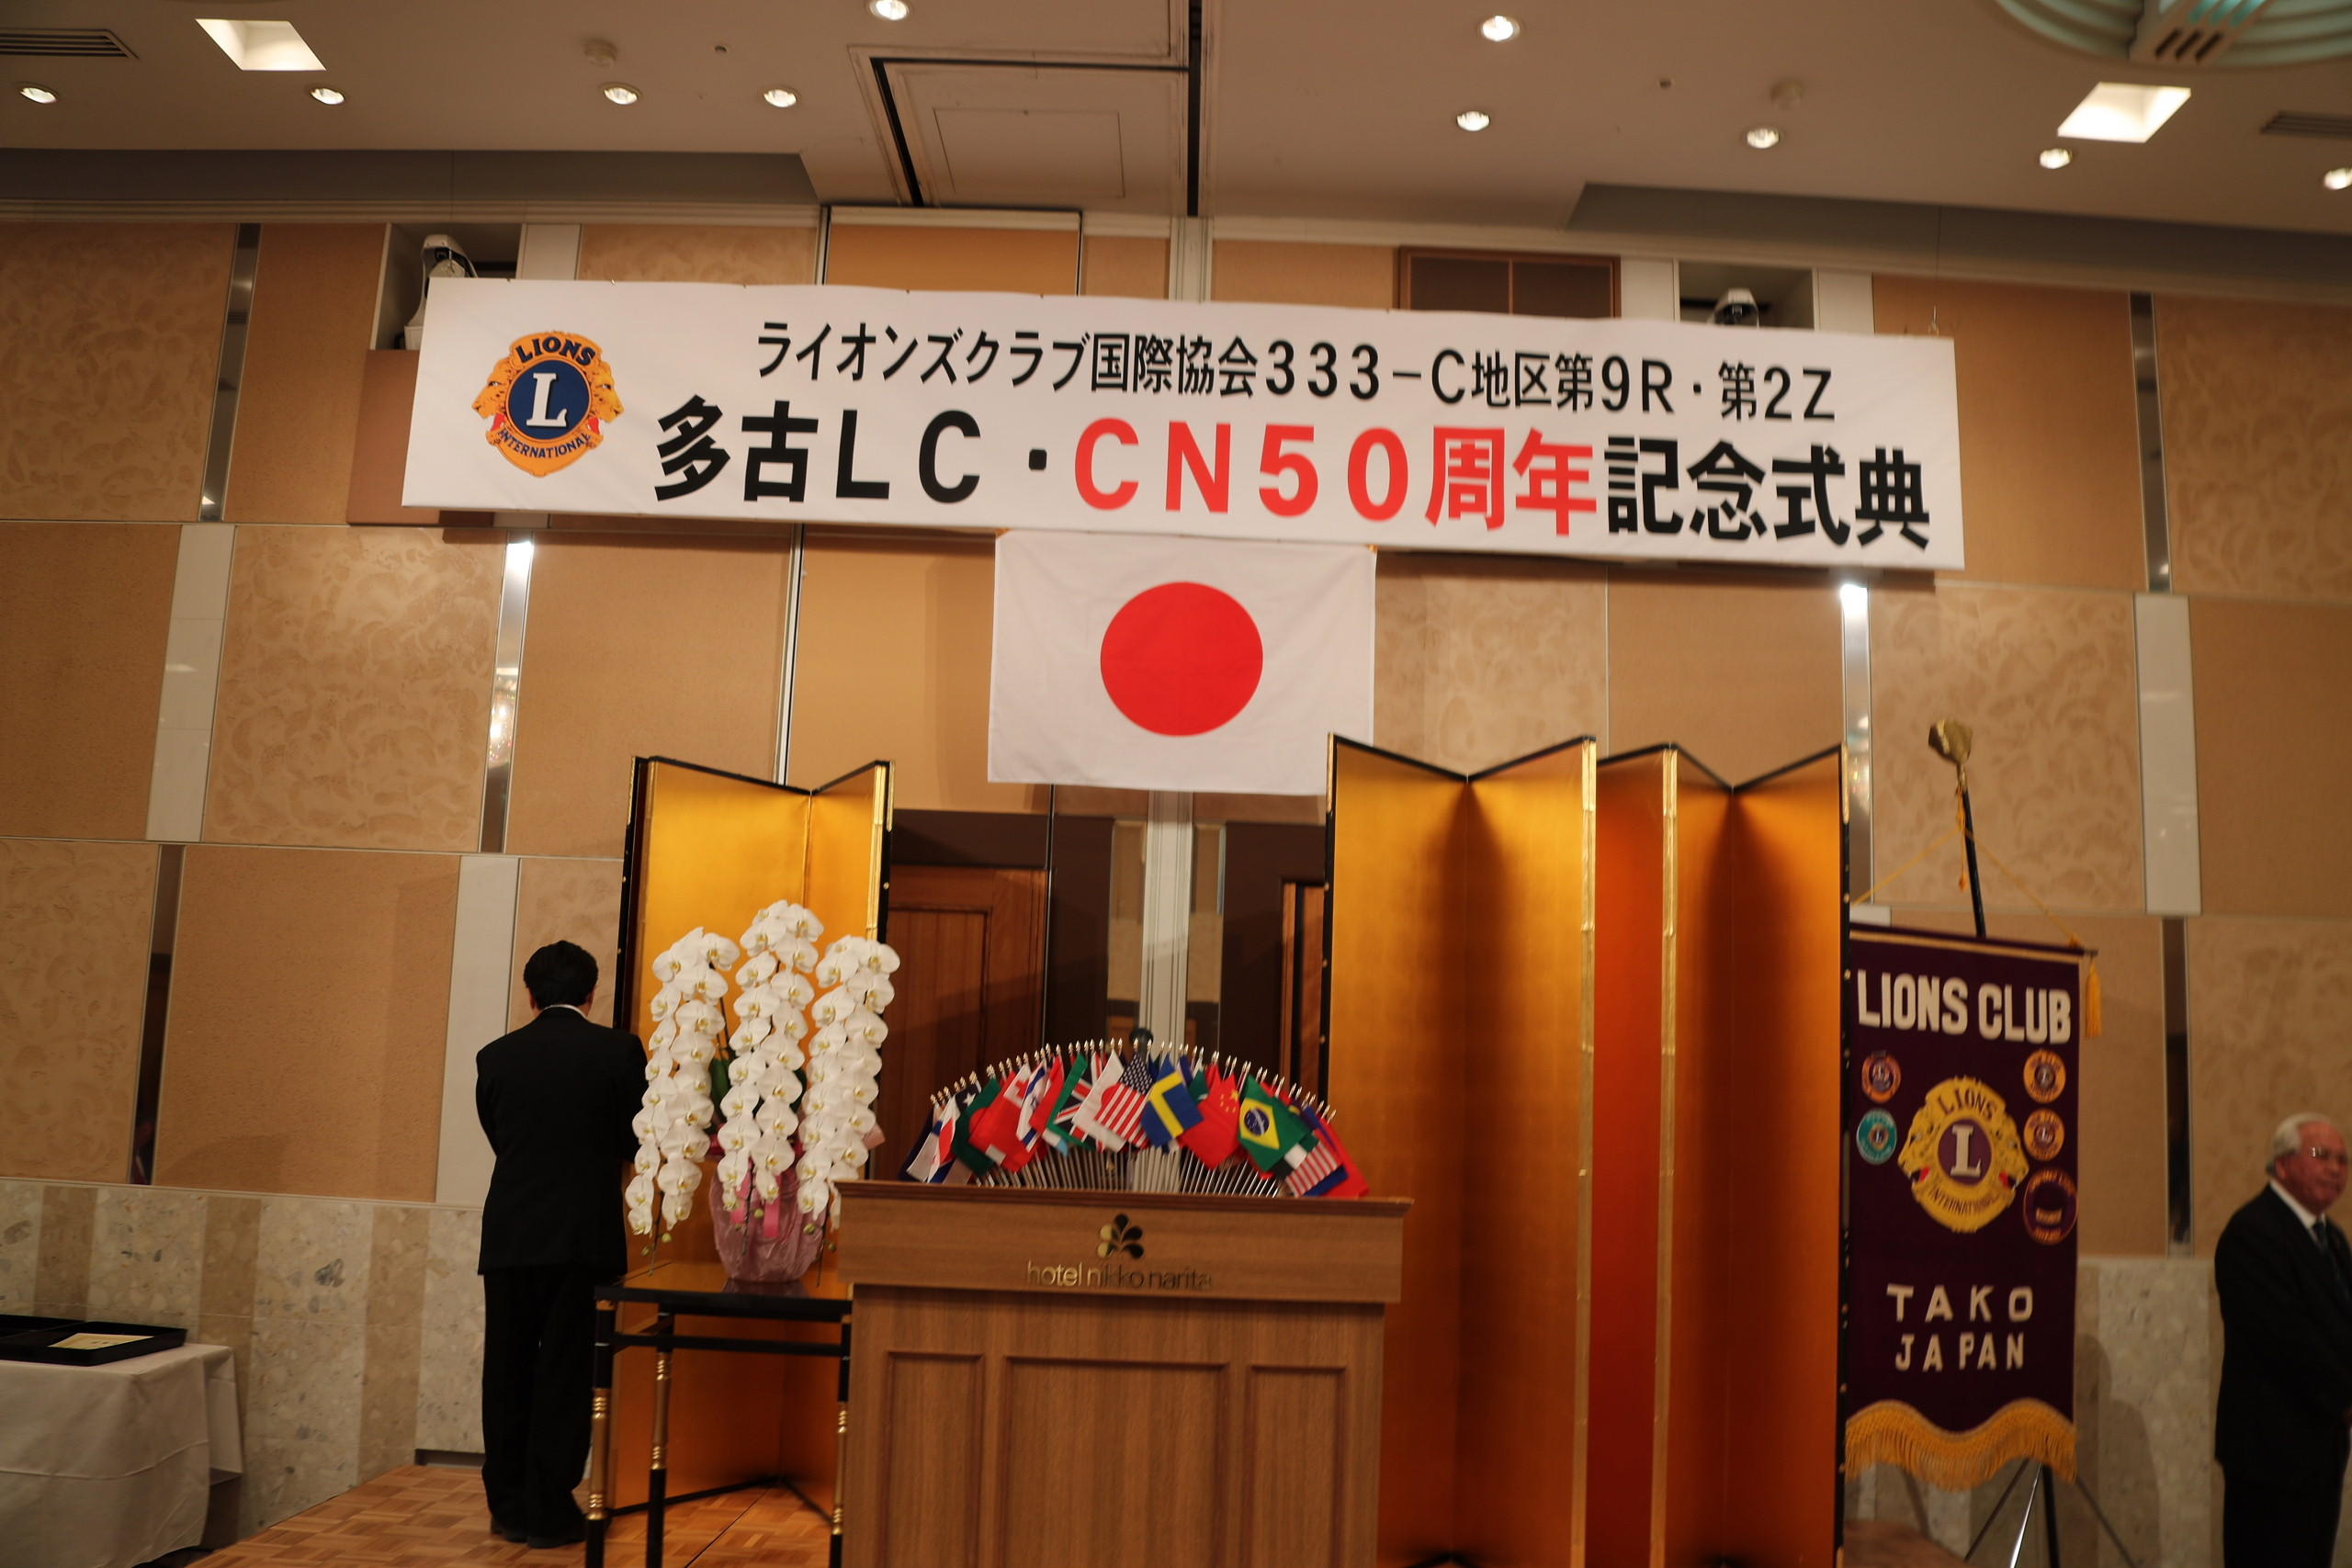 LIONS
L
INTERNATIONAL
ライオンズクラブ国際協会333-C地区第9R・第2Z
多古LC・CN50周年記念式典
LIONS CLUB
LIONS
L
INTERNATIONAL
TAKO
JAPAN
hotel nikko narita